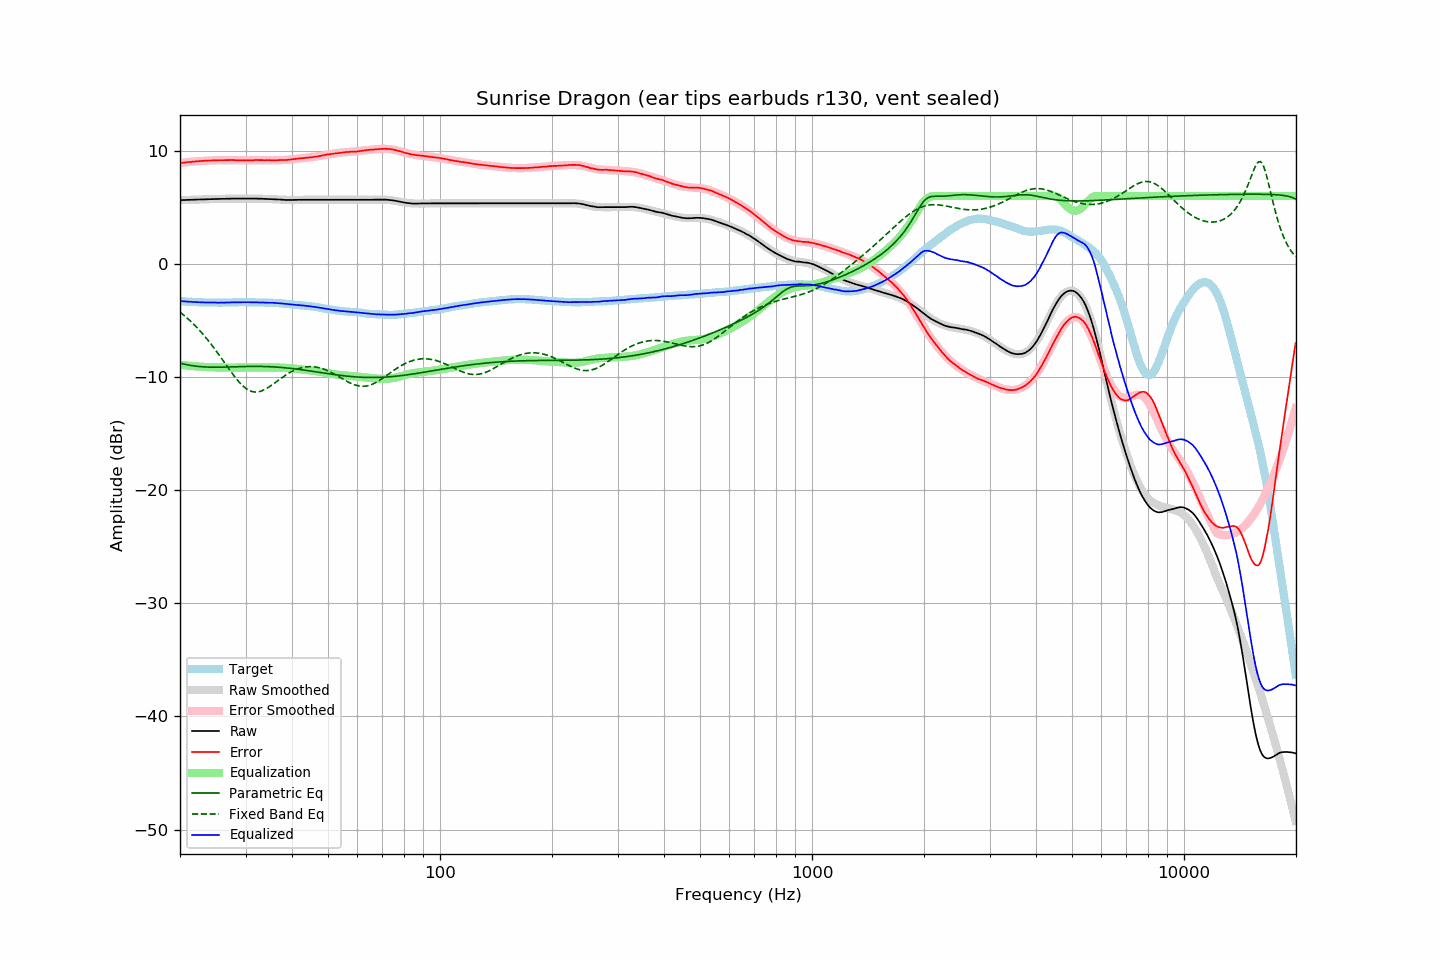 Sunrise Dragon (ear tips earbuds r130, vent sealed)
10
0
−10
−20
−30
−40
−50
Amplitude (dBr)
Target
Raw Smoothed
Error Smoothed
Raw
Error
Equalization
Parametric Eq
Fixed Band Eq
Equalized
100
1000
10000
Frequency (Hz)